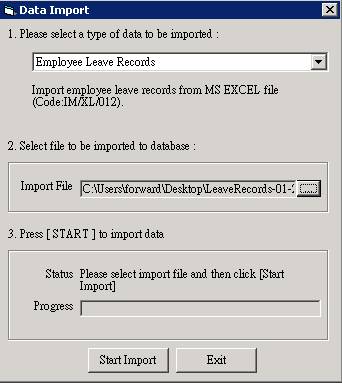 Data Import
1. Please select a type of data to be imported :
Employee Leave Records
Import employee leave records from MS EXCEL file
(Code:IM/XL/012).
2. Select file to be imported to database :
Import File C:\Users\forward\Desktop\LeaveRecords-01-2 ....
3. Press [ START ] to import data
Status Please select import file and then click [Start
Import]
Progress
Start Import Exit